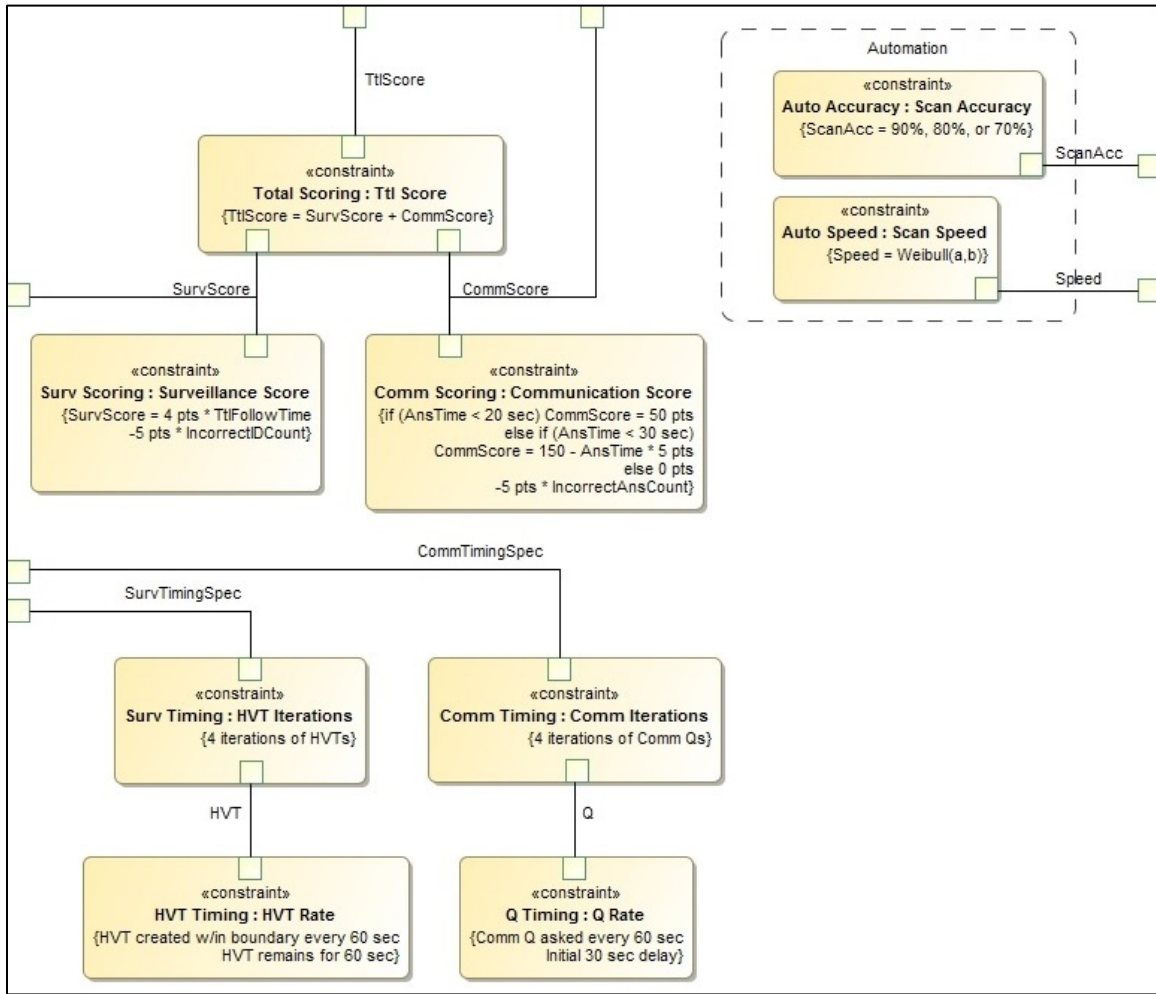 TtlScore
«constraint»
Total Scoring : Ttl Score
{TtlScore = SurvScore + CommScore}
SurvScore
CommScore
«constraint»
Surv Scoring : Surveillance Score
{SurvScore = 4 pts * TtlFollowTime
-5 pts * IncorrectIDCount}
«constraint»
Comm Scoring : Communication Score
{if (AnsTime < 20 sec) CommScore = 50 pts
else if (AnsTime < 30 sec)
CommScore = 150 - AnsTime * 5 pts
else 0 pts
-5 pts * IncorrectAnsCount}
Automation
«constraint»
Auto Accuracy : Scan Accuracy
{ScanAcc = 90%, 80%, or 70%}
ScanAcc
«constraint»
Auto Speed : Scan Speed
{Speed = Weibull(a,b)}
Speed
CommTimingSpec
SurvTimingSpec
«constraint»
Surv Timing : HVT Iterations
{4 iterations of HVTs}
«constraint»
Comm Timing : Comm Iterations
{4 iterations of Comm Qs}
HVT
Q
«constraint»
HVT Timing : HVT Rate
{HVT created w/in boundary every 60 sec
HVT remains for 60 sec}
«constraint»
Q Timing : Q Rate
{Comm Q asked every 60 sec
Initial 30 sec delay}